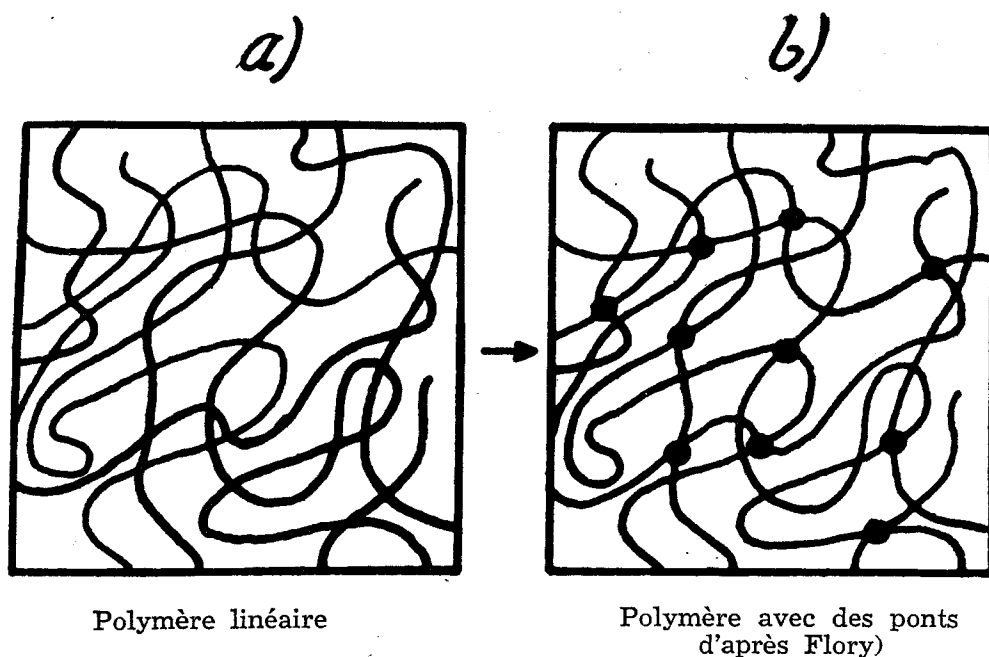 a)
b)
Polymère linéaire
Polymère avec des ponts
d'après Flory)